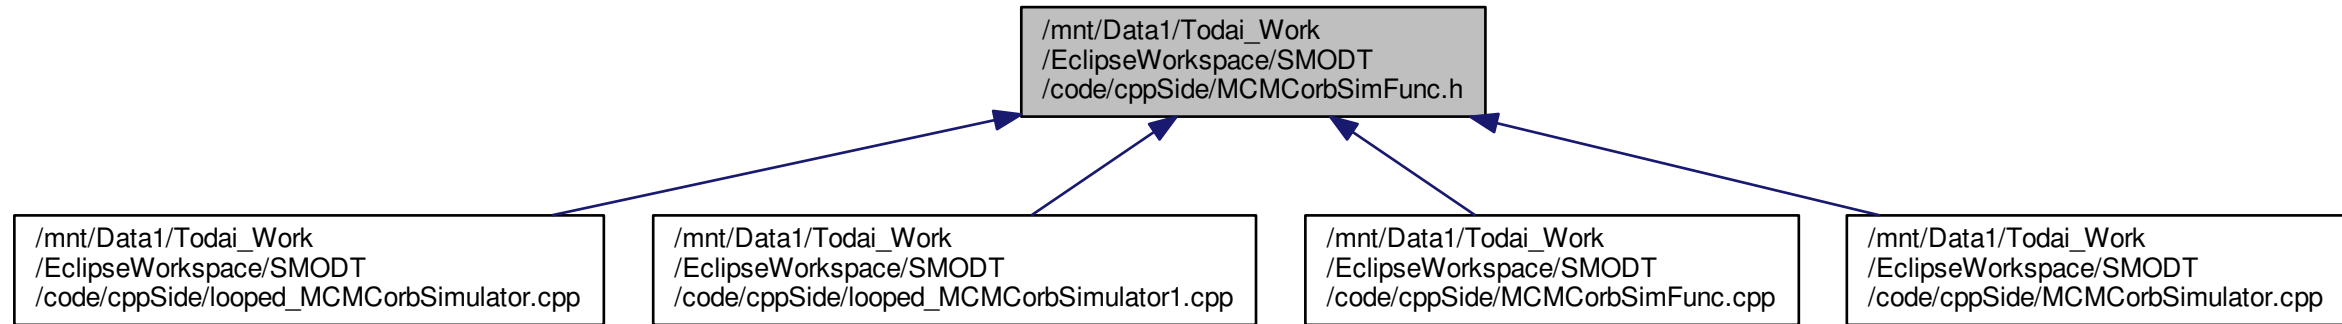 /mnt/Data1/Todai_Work
/EclipseWorkspace/SMODT
/code/cppSide/MCMCorbSimFunc.h
/mnt/Data1/Todai_Work
/EclipseWorkspace/SMODT
/code/cppSide/looped_MCMCorbSimulator.cpp
/mnt/Data1/Todai_Work
/EclipseWorkspace/SMODT
/code/cppSide/looped_MCMCorbSimulator1.cpp
/mnt/Data1/Todai_Work
/EclipseWorkspace/SMODT
/code/cppSide/MCMCorbSimFunc.cpp
/mnt/Data1/Todai_Work
/EclipseWorkspace/SMODT
/code/cppSide/MCMCorbSimulator.cpp